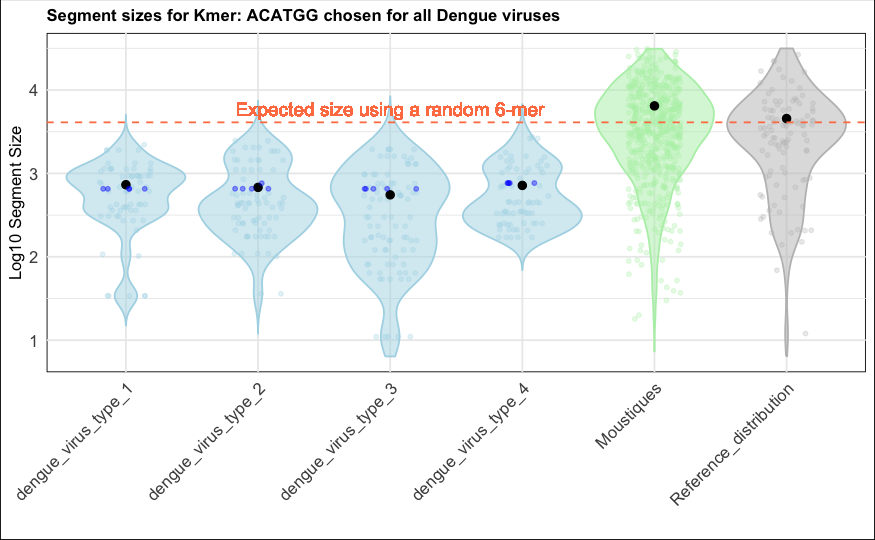 Segment sizes for Kmer: ACATGG chosen for all Dengue viruses
Expected size using a random 6-mer
Log10 Segment Size
4
3
2
1
dengue_virus_type_1
dengue_virus_type_2
dengue_virus_type_3
dengue_virus_type_4
Moustiques
Reference_distribution